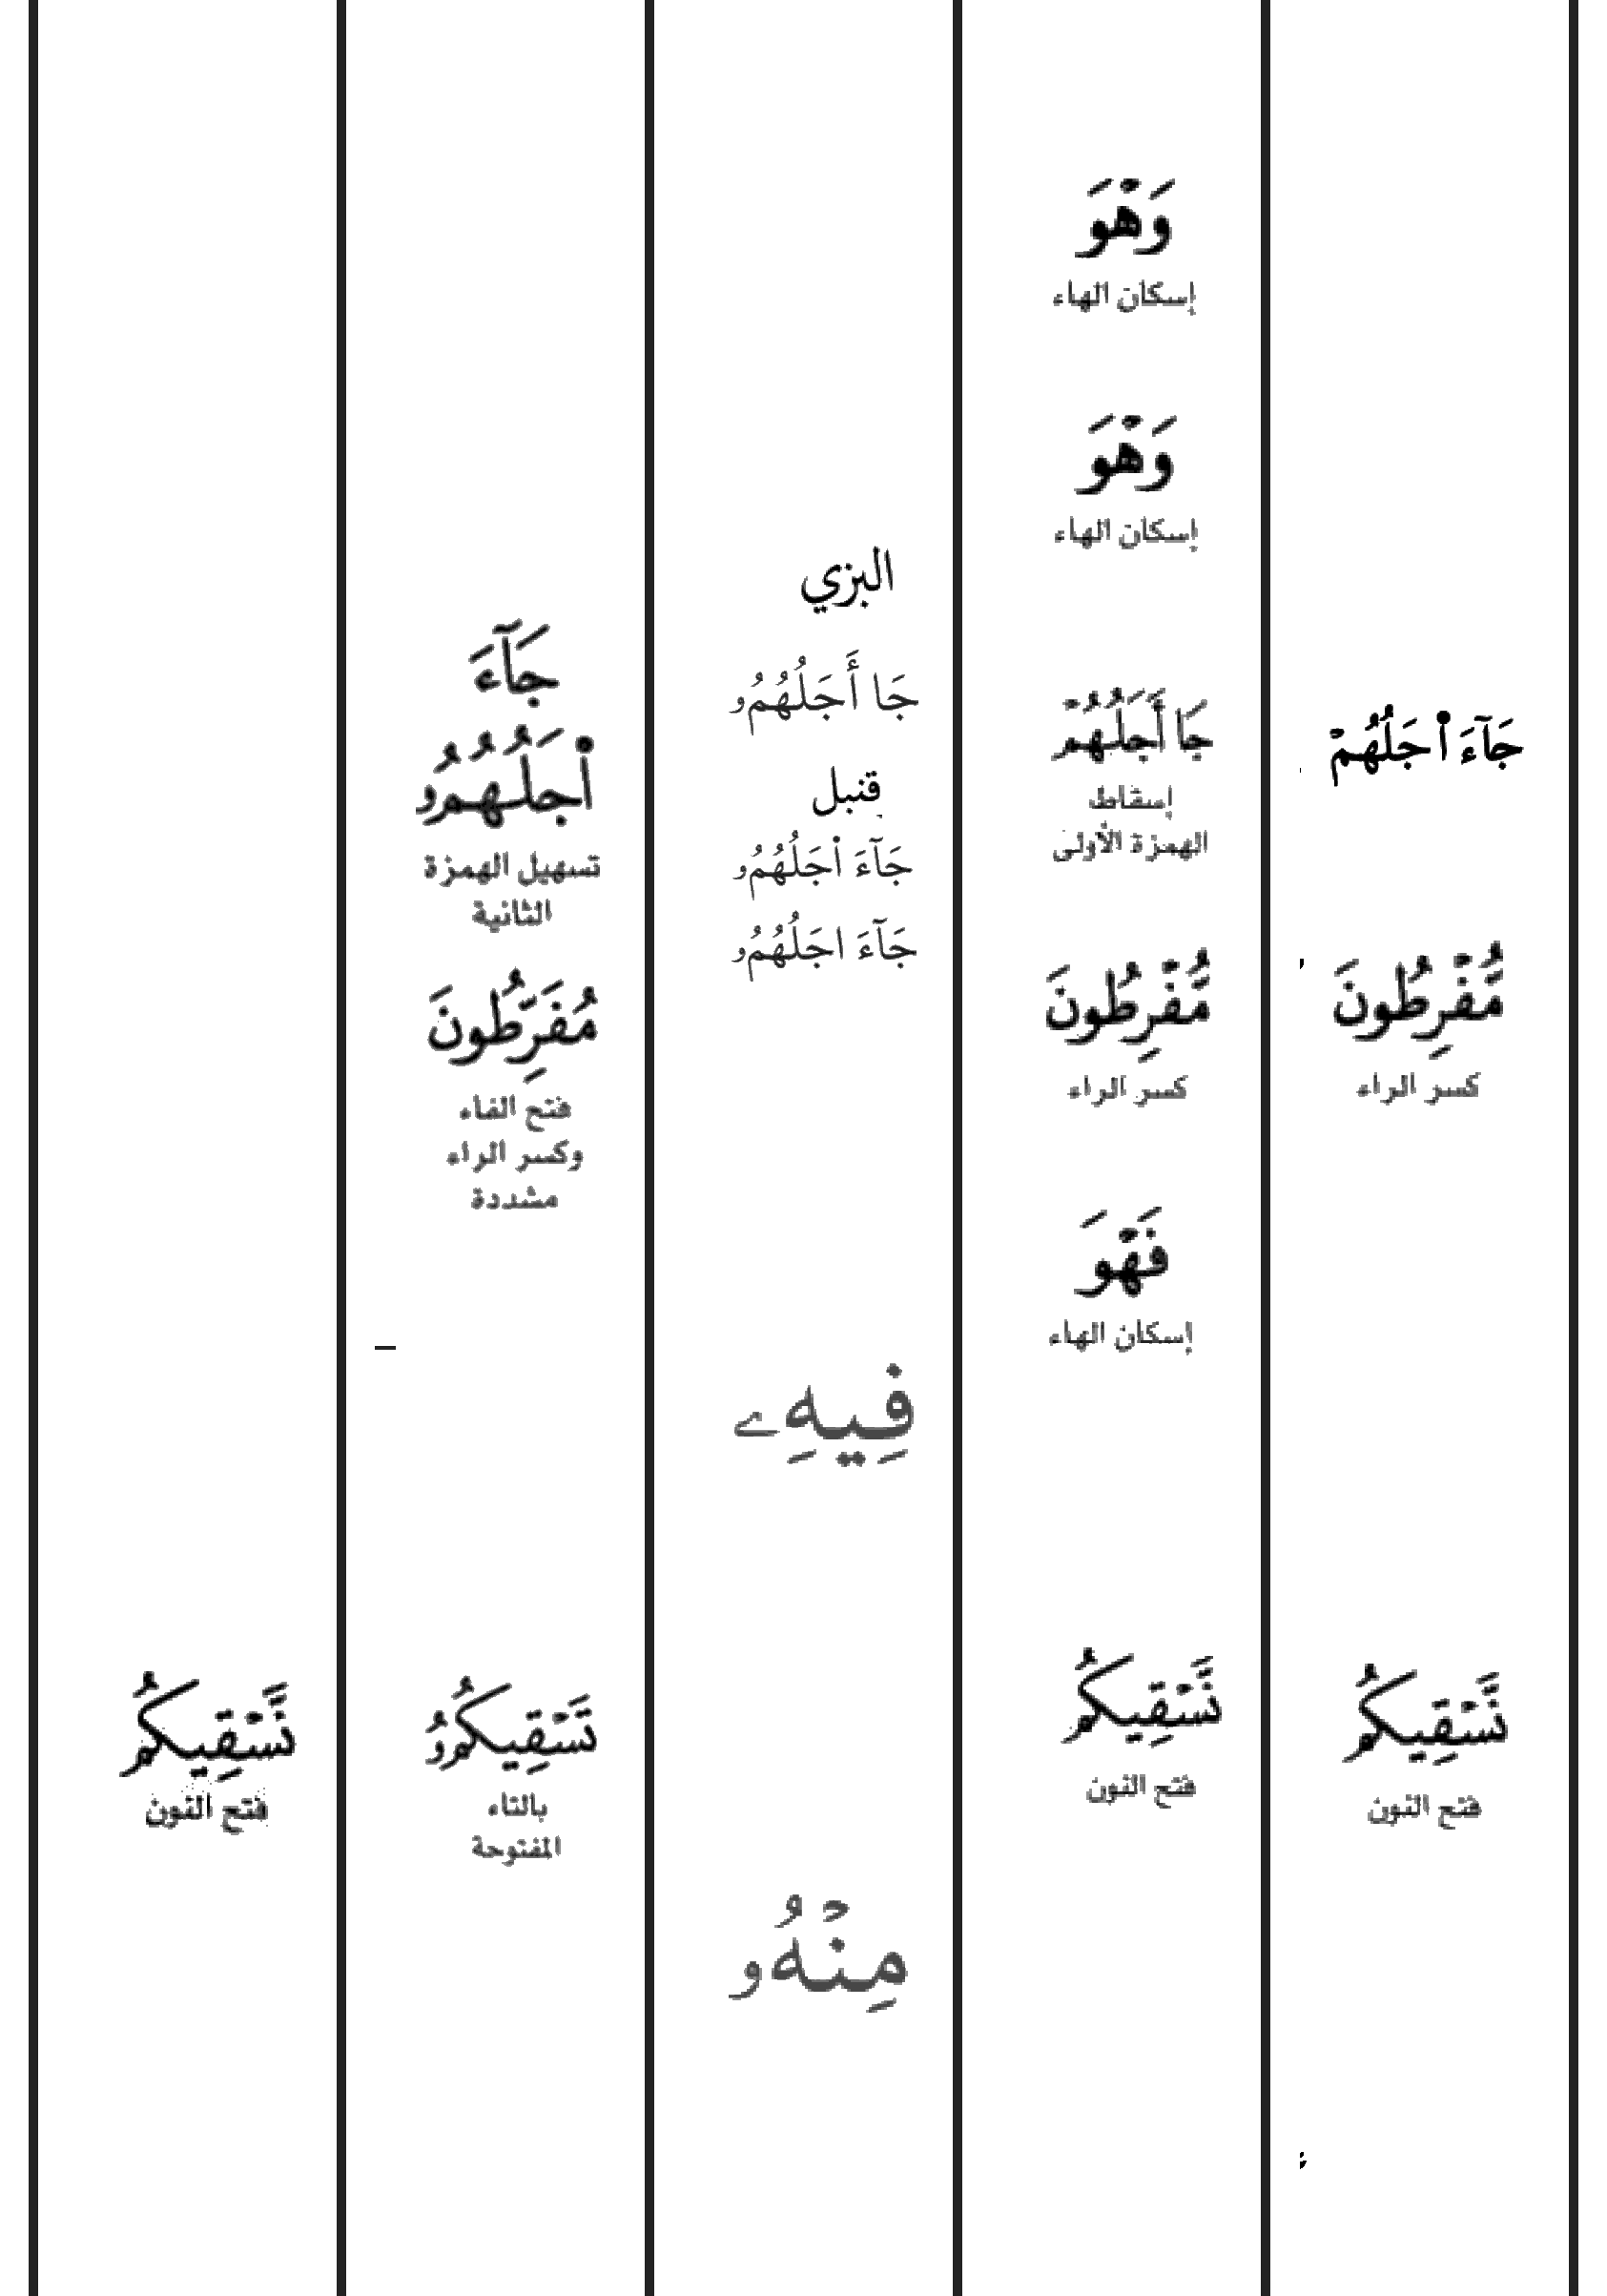 جَآءَ ا۬جَلُهُمْ
مُّفْرِطُونَ
كسر الراء
نَّسْقِيكُم
فتح النون
وَهْوَ
إسكان الهاء
وَهْوَ
إسكان الهاء
جَا أَجَلُهُمْ
إسقاط
الهمزة الأولى
مُّفْرِطُونَ
كسر الراء
فَهْوَ
إسكان الهاء
نَّسْقِيكُم
فتح النون
البزي
جَا أَجَلُهُمُو
قنبل
جَآءَ ا۬جَلُهُمُو
جَآءَ اجَلُهُمُو
فِيهِے
مِنْهُو
جَآءَ
ا۬جَلُهُمُو
تسهيل الهمزة
الثانية
مُفَرِّطُونَ
فتح الفاء
وكسر الراء
مشددة
تَسْقِيكُمُو
بالتاء
المفتوحة
نَّسْقِيكُم
فتح النون